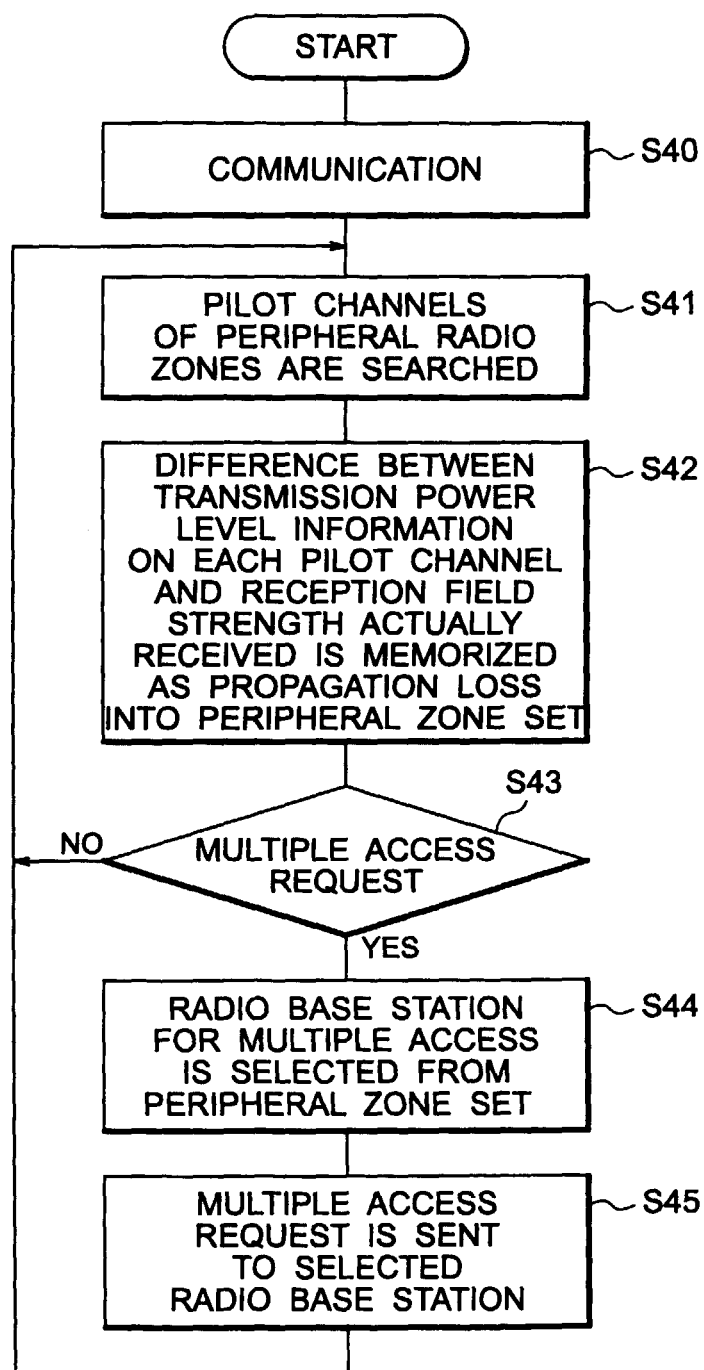 START
COMMUNICATION
S40
PILOT CHANNELS
OF PERIPHERAL RADIO
ZONES ARE SEARCHED
S41
DIFFERENCE BETWEEN
TRANSMISSION POWER
LEVEL INFORMATION
ON EACH PILOT CHANNEL
AND RECEPTION FIELD
STRENGTH ACTUALLY
RECEIVED IS MEMORIZED
AS PROPAGATION LOSS
INTO PERIPHERAL ZONE SET
S42
S43
NO
MULTIPLE ACCESS
REQUEST
YES
RADIO BASE STATION
FOR MULTIPLE ACCESS
IS SELECTED FROM
PERIPHERAL ZONE SET
S44
MULTIPLE ACCESS
REQUEST IS SENT
TO SELECTED
RADIO BASE STATION
S45